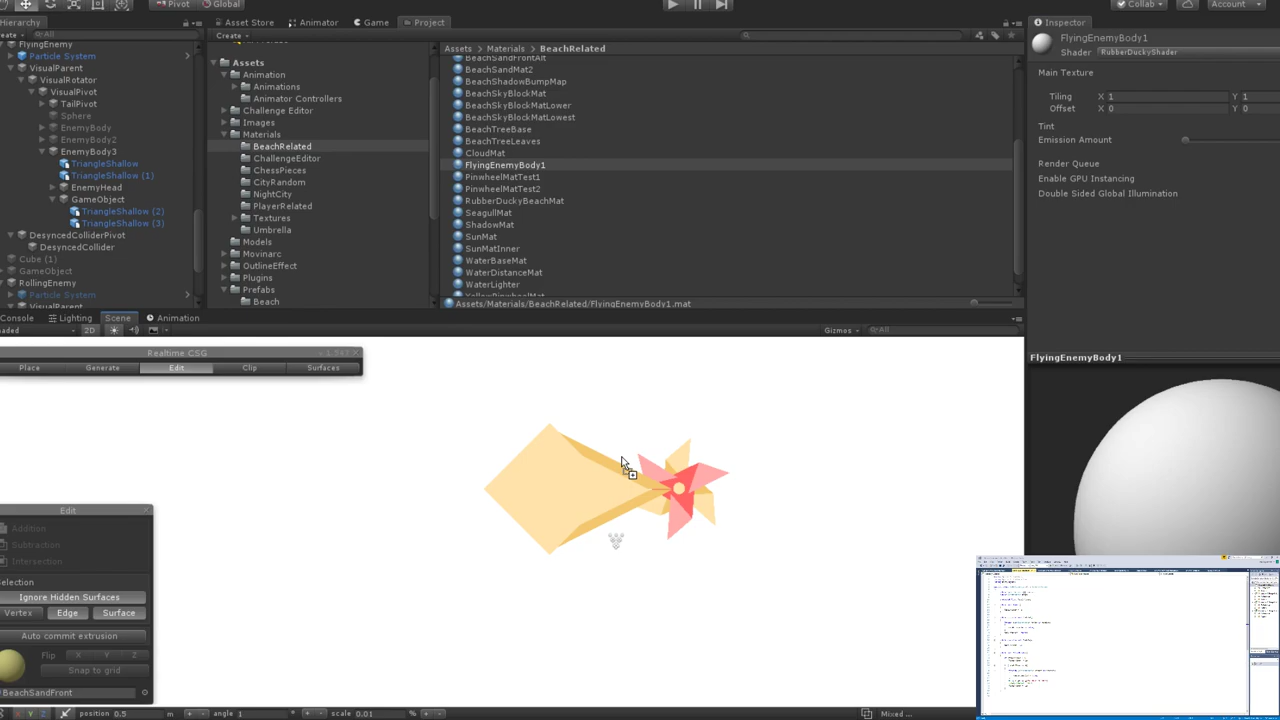 Pivot Global
Collab Account
Hierarchy
Asset Store Animator Game Project
Inspector
Create All
Create
FlyingEnemy
Particle System
VisualParent
VisualRotator
VisualPivot
TailPivot
Sphere
EnemyBody
EnemyBody2
EnemyBody3
TriangleShallow
TriangleShallow (1)
EnemyHead
GameObject
TriangleShallow (2)
TriangleShallow (3)
DesyncedColliderPivot
DesyncedCollider
Cube (1)
GameObject
RollingEnemy
Particle System
VisualParent
Assets
Animation
Animations
Animator Controllers
Challenge Editor
Images
Materials
BeachRelated
ChallengeEditor
ChessPieces
CityRandom
NightCity
PlayerRelated
Textures
Umbrella
Models
Movinarc
OutlineEffect
Plugins
Prefabs
Beach
Assets Materials BeachRelated
BeachSandFrontAlt
BeachSandMat2
BeachShadowBumpMap
BeachSkyBlockMat
BeachSkyBlockMatLower
BeachSkyBlockMatLowest
BeachTreeBase
BeachTreeLeaves
CloudMat
FlyingEnemyBody1
PinwheelMatTest1
PinwheelMatTest2
RubberDuckyBeachMat
SeagullMat
ShadowMat
SunMat
SunMatInner
WaterBaseMat
WaterDistanceMat
WaterLighter
YellowPinwheelMat
Assets/Materials/BeachRelated/FlyingEnemyBody1.mat
FlyingEnemyBody1
Shader RubberDuckyShader
Main Texture
Tiling X 1 Y 1
Offset X 0 Y 0
Tint
Emission Amount
Render Queue
Enable GPU Instancing
Double Sided Global Illumination
FlyingEnemyBody1
Console Lighting Scene Animation
2D
Gizmos All
Realtime CSG
Place Generate Edit Clip Surfaces
Edit
Addition
Subtraction
Intersection
Selection
Ignore Hidden Surfaces
Vertex Edge Surface
Auto commit extrusion
Flip X Y Z
Snap to grid
BeachSandFront
X Y Z position 0.5 m - + angle 1 ° - + scale 0.01 % - +
Mixed ...